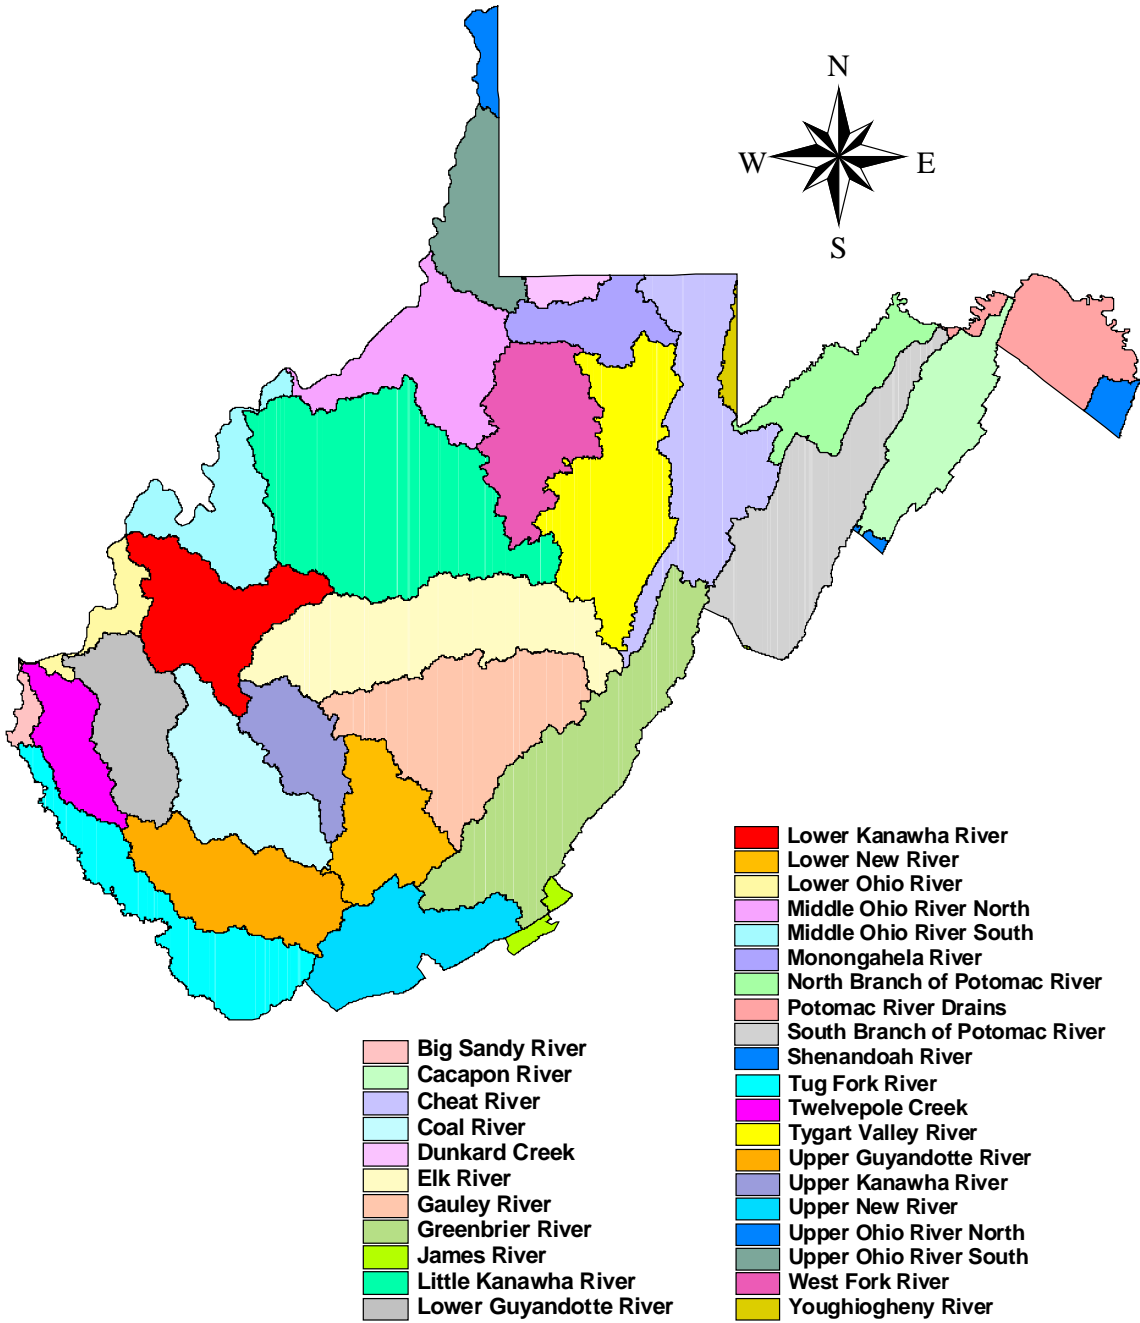 N
W
E
S
Lower Kanawha River
Lower New River
Lower Ohio River
Middle Ohio River North
Middle Ohio River South
Monongahela River
North Branch of Potomac River
Potomac River Drains
South Branch of Potomac River
Shenandoah River
Tug Fork River
Twelvepole Creek
Tygart Valley River
Upper Guyandotte River
Upper Kanawha River
Upper New River
Upper Ohio River North
Upper Ohio River South
West Fork River
Youghiogheny River
Big Sandy River
Cacapon River
Cheat River
Coal River
Dunkard Creek
Elk River
Gauley River
Greenbrier River
James River
Little Kanawha River
Lower Guyandotte River